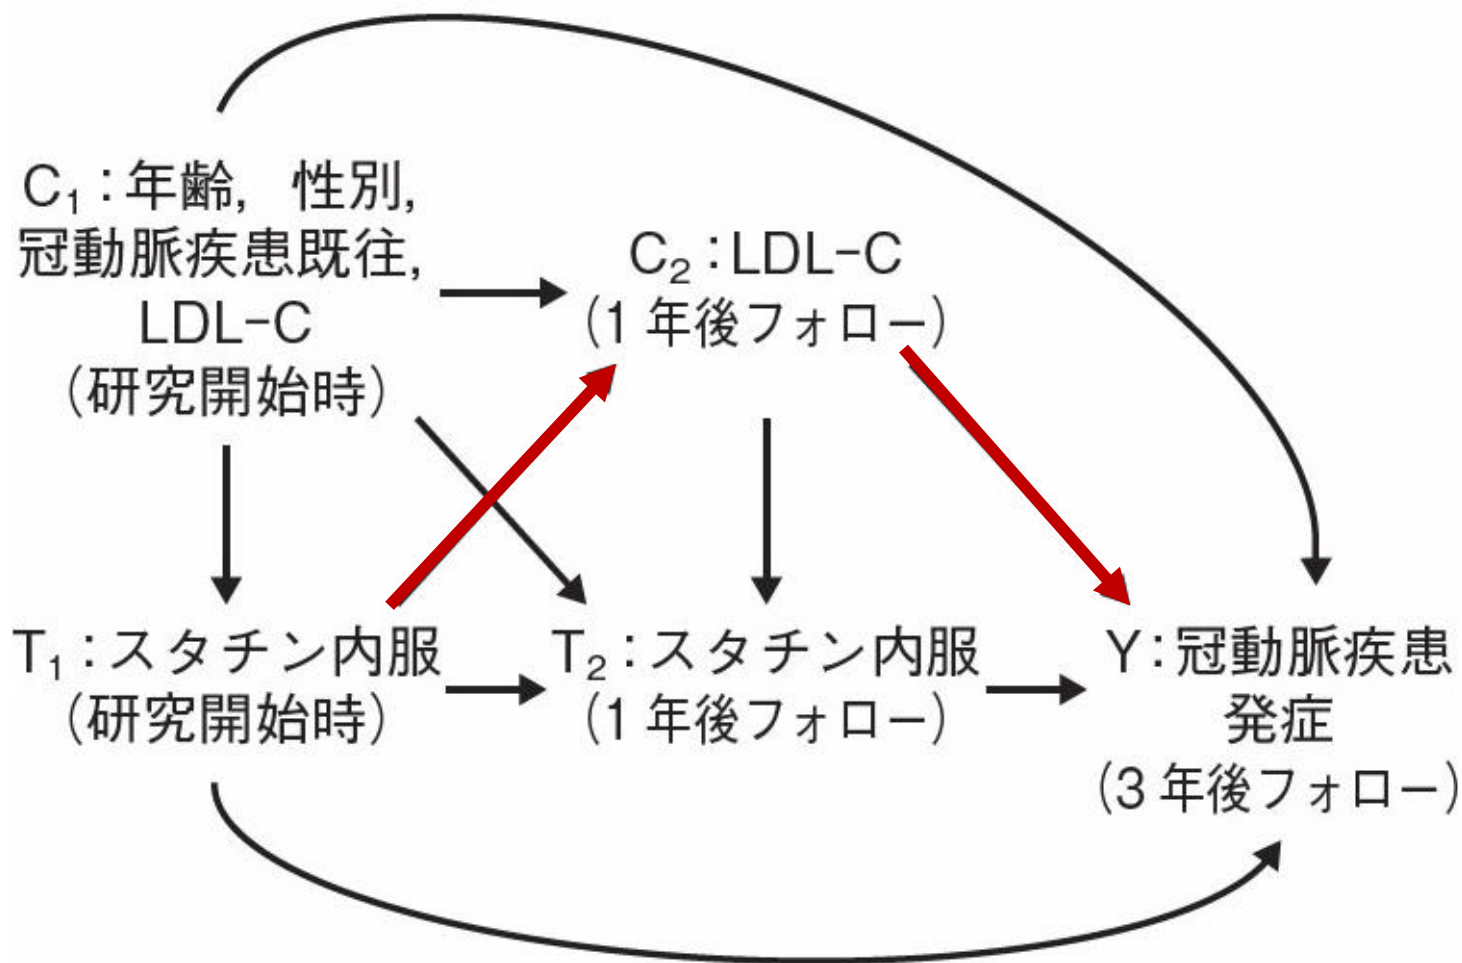 C₁：年齢，性別，
冠動脈疾患既往，
LDL-C
（研究開始時）
C₂：LDL-C
（1 年後フォロー）
T₁：スタチン内服
（研究開始時）
T₂：スタチン内服
（1 年後フォロー）
Y：冠動脈疾患
発症
（3 年後フォロー）